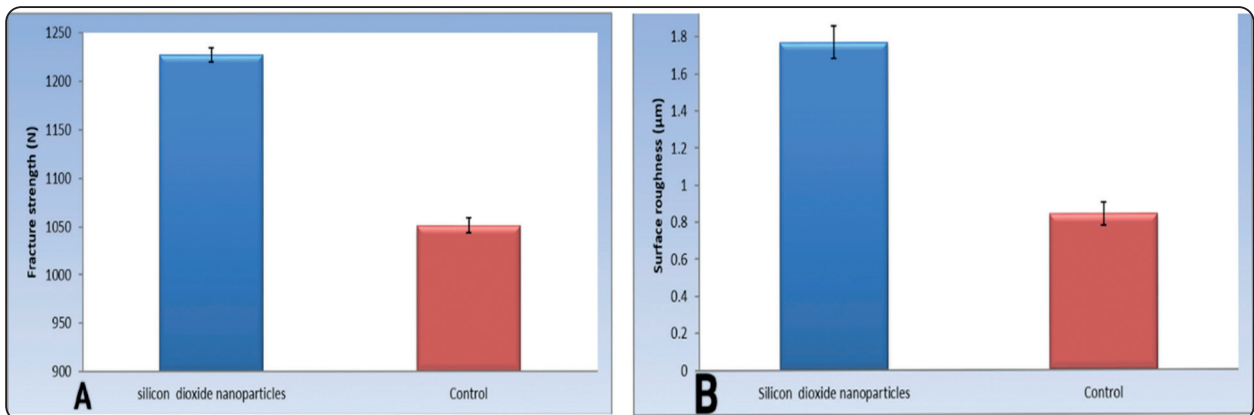 Fracture strength (N)
1250
1200
1150
1100
1050
1000
950
900
silicon dioxide nanoparticles
Control
A
Surface roughness (µm)
1.8
1.6
1.4
1.2
1
0.8
0.6
0.4
0.2
0
Silicon dioxide nanoparticles
Control
B